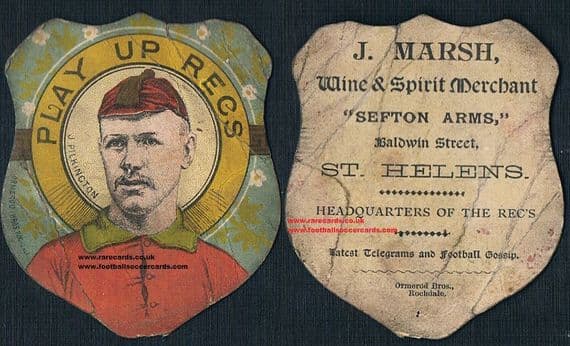 PLAY UP RECS
J. PILKINGTON
www.rarecards.co.uk
www.footballsoccercards.com
J. MARSH,
Wine & Spirit Merchant
"SEFTON ARMS,"
Baldwin Street,
ST. HELENS.
HEADQUARTERS OF THE REC'S
www.rarecards.co.uk
www.footballsoccercards.com
Latest Telegrams and Football Gossip.
Ormerod Bros.,
Rochdale.